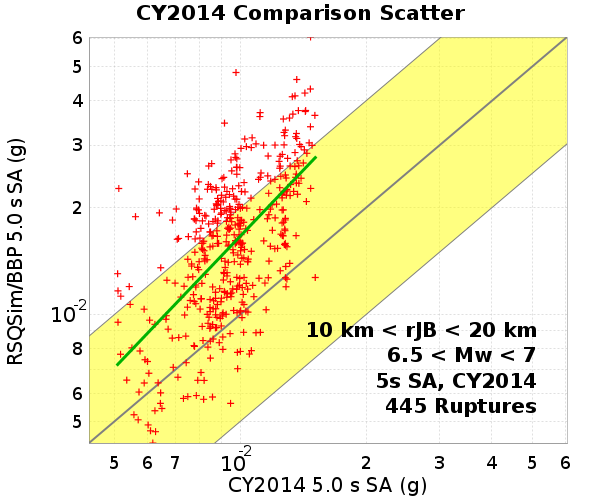 CY2014 Comparison Scatter
RSQSim/BBP 5.0 s SA (g)
6
5
4
3
2
10⁻²
8
7
6
5
10 km < rJB < 20 km
6.5 < Mw < 7
5s SA, CY2014
445 Ruptures
5 6 7 10⁻² 2 3 4 5 6
CY2014 5.0 s SA (g)